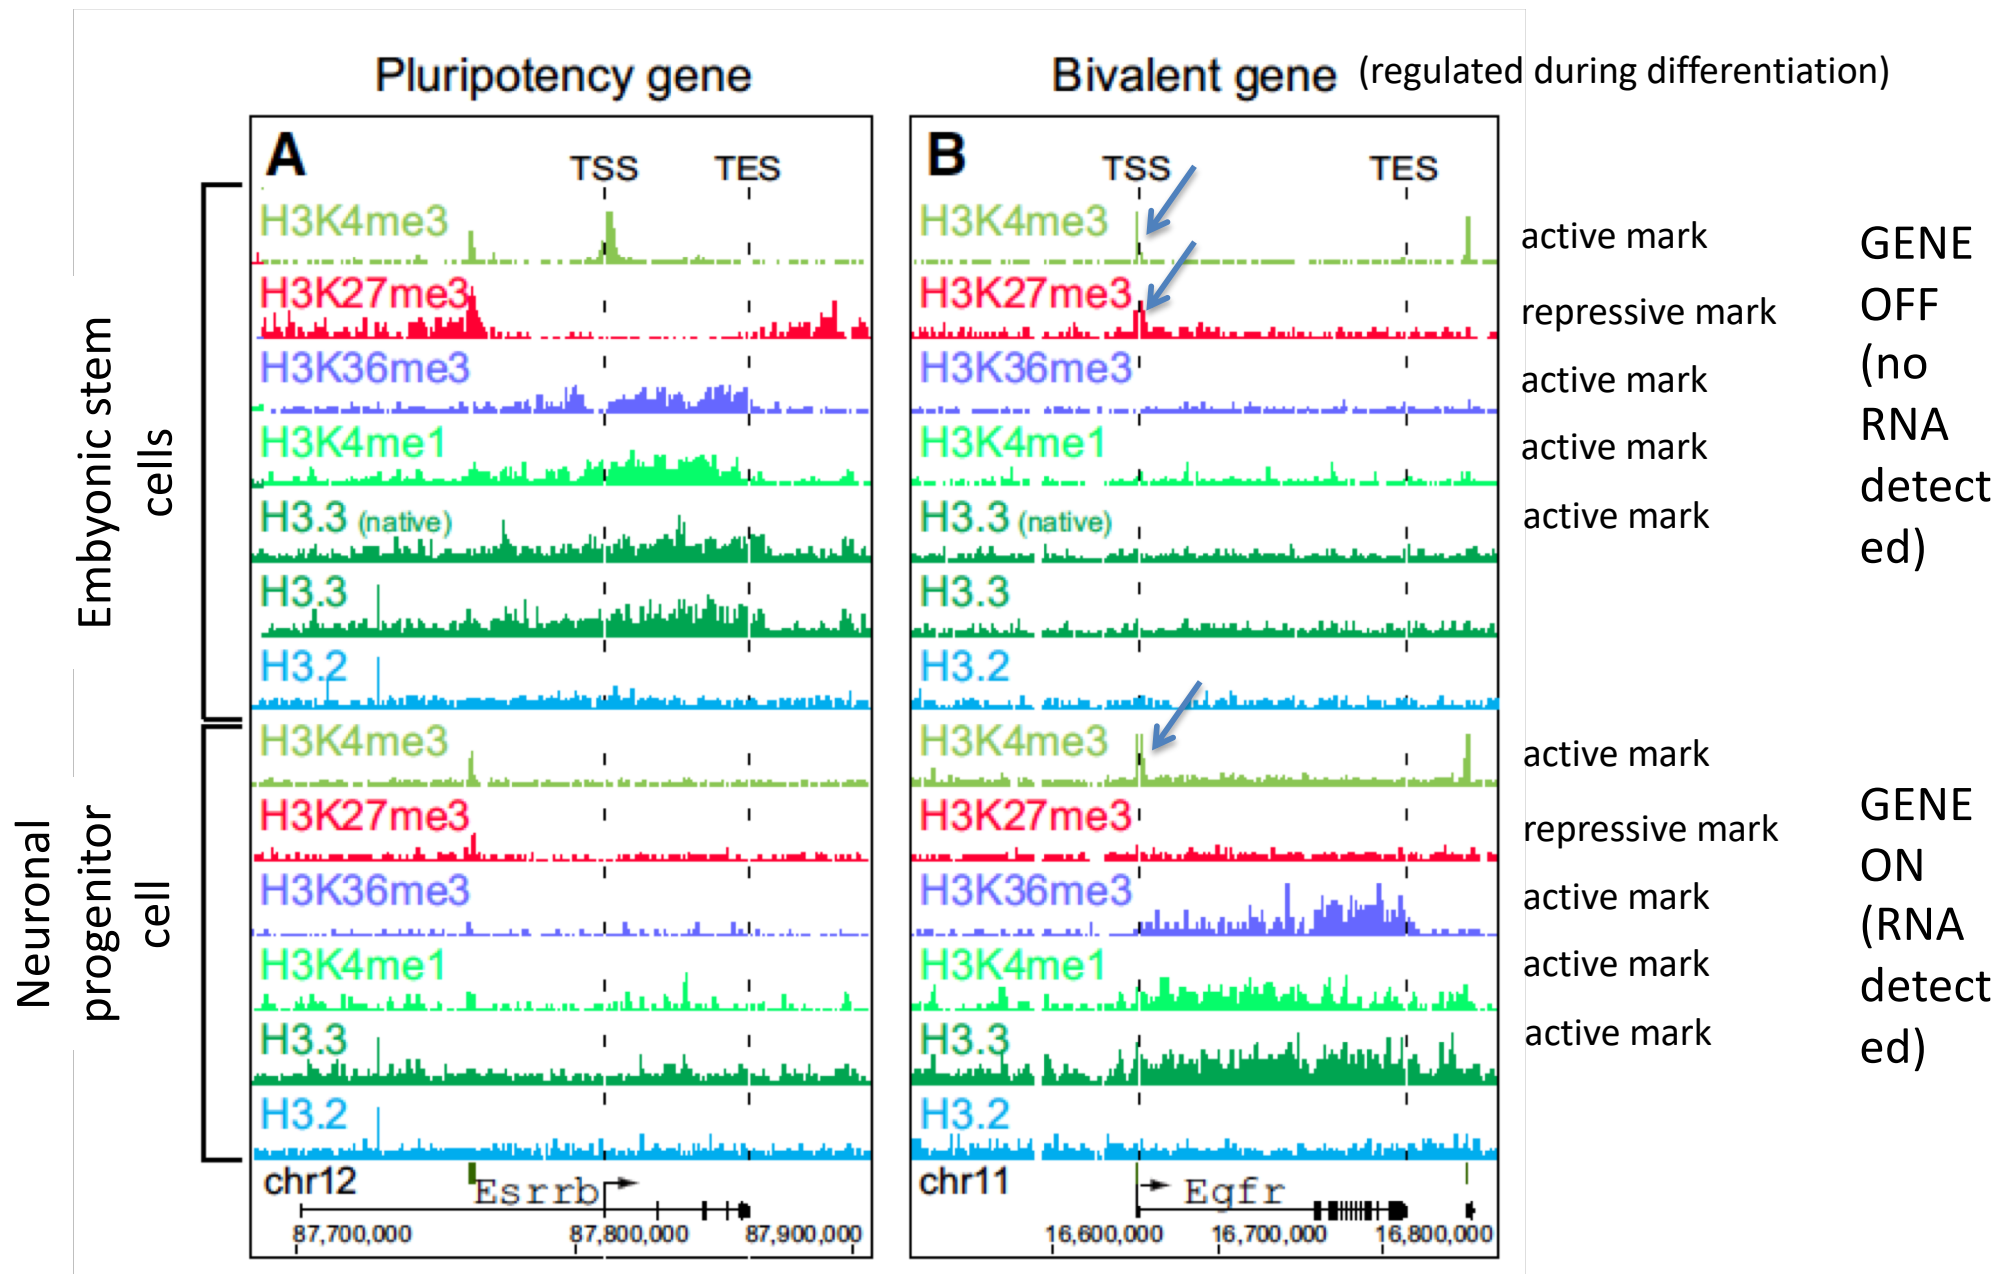 Pluripotency gene
Bivalent gene (regulated during differentiation)
Embyonic stem
cells
Neuronal
progenitor
cell
A
TSS TES
H3K4me3
H3K27me3
H3K36me3
H3K4me1
H3.3 (native)
H3.3
H3.2
H3K4me3
H3K27me3
H3K36me3
H3K4me1
H3.3
H3.2
chr12
Esrrb
87,700,000 87,800,000 87,900,000
B
TSS TES
H3K4me3
H3K27me3
H3K36me3
H3K4me1
H3.3 (native)
H3.3
H3.2
H3K4me3
H3K27me3
H3K36me3
H3K4me1
H3.3
H3.2
chr11
Egfr
16,600,000 16,700,000 16,800,000
active mark
repressive mark
active mark
active mark
active mark
active mark
repressive mark
active mark
active mark
active mark
GENE
OFF
(no
RNA
detect
ed)
GENE
ON
(RNA
detect
ed)